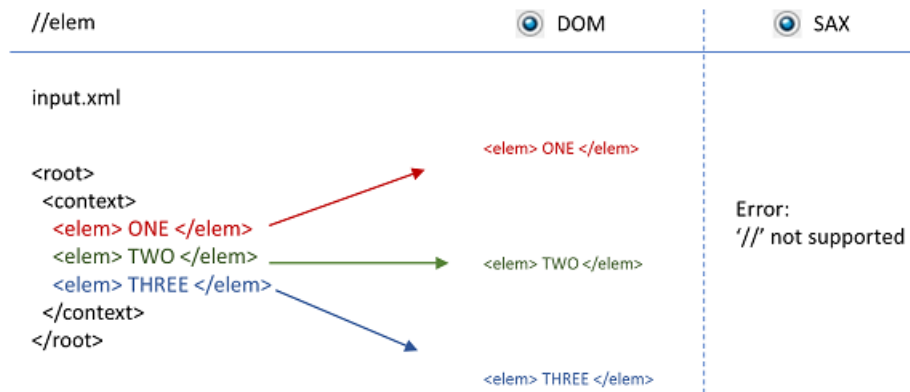 //elem
DOM
SAX
input.xml
<root>
<context>
<elem> ONE </elem>
<elem> TWO </elem>
<elem> THREE </elem>
</context>
</root>
<elem> ONE </elem>
<elem> TWO </elem>
<elem> THREE </elem>
Error:
‘//’ not supported